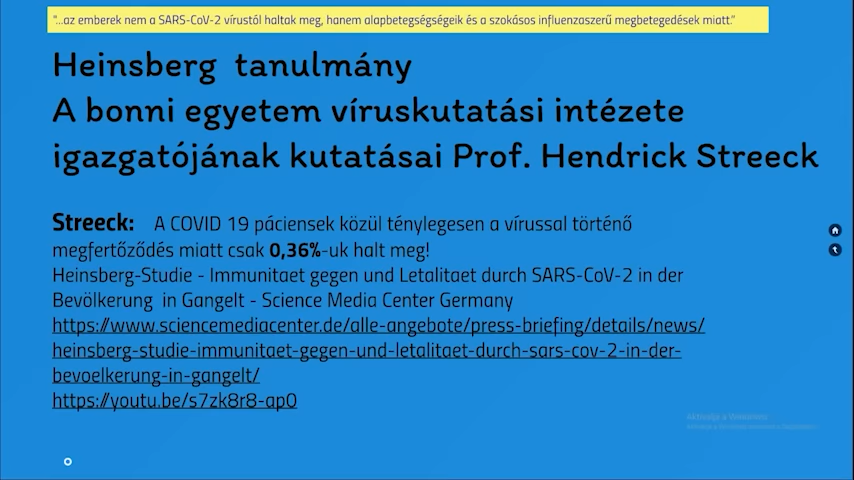 "...az emberek nem a SARS-CoV-2 vírustól haltak meg, hanem alapbetegségségeik és a szokásos influenzaszerű megbetegedések miatt."
Heinsberg tanulmány
A bonni egyetem víruskutatási intézete
igazgatójának kutatásai Prof. Hendrick Streeck
Streeck: A COVID 19 páciensek közül ténylegesen a vírussal történő
megfertőződés miatt csak 0,36%-uk halt meg!
Heinsberg-Studie - Immunitaet gegen und Letalitaet durch SARS-CoV-2 in der
Bevölkerung in Gangelt - Science Media Center Germany
https://www.sciencemediacenter.de/alle-angebote/press-briefing/details/news/
heinsberg-studie-immunitaet-gegen-und-letalitaet-durch-sars-cov-2-in-der-
bevoelkerung-in-gangelt/
https://youtu.be/s7zk8r8-ap0
Aktiválja a Windowst